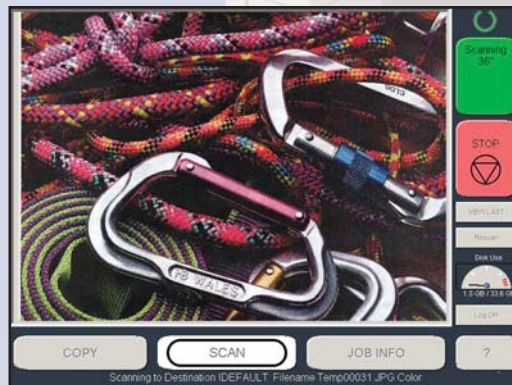 Scanning
36"
STOP
VIEW LAST
Rescan
Disk Use
1.5 GB / 33.6 GB
Log Off
HB WALES
COPY
SCAN
JOB INFO
?
Scanning to Destination IDEFAULT Filename Temp00031.JPG Color